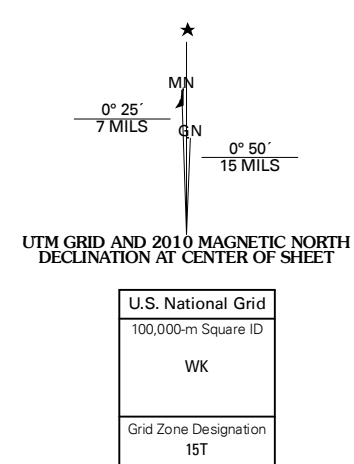 MN
0° 25´
7 MILS
GN
0° 50´
15 MILS
UTM GRID AND 2010 MAGNETIC NORTH
DECLINATION AT CENTER OF SHEET
U.S. National Grid
100,000-m Square ID
WK
Grid Zone Designation
15T